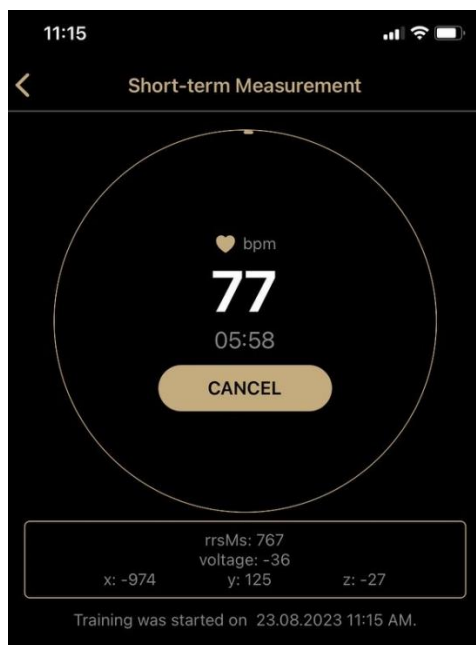 11:15
Short-term Measurement
bpm
77
05:58
CANCEL
rrsMs: 767
voltage: -36
x: -974 y: 125 z: -27
Training was started on 23.08.2023 11:15 AM.